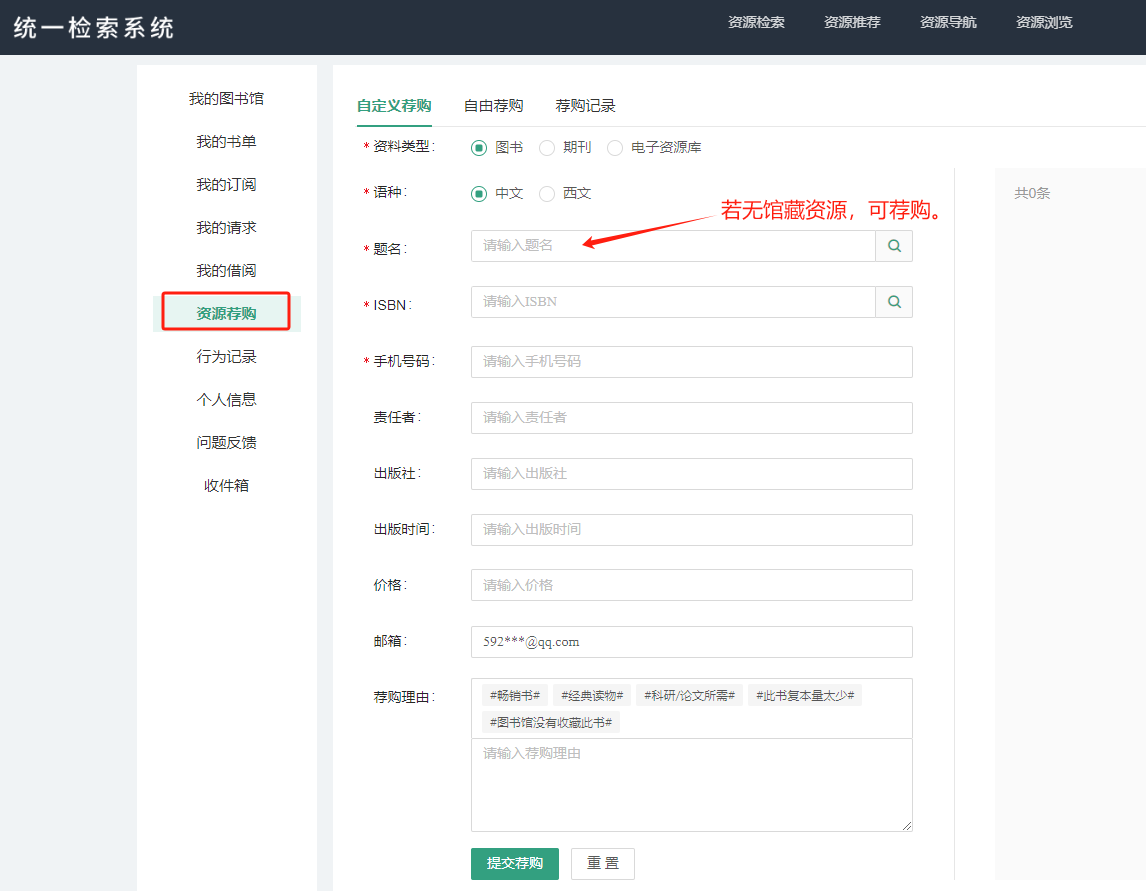 统一检索系统
资源检索 资源推荐 资源导航 资源浏览
我的图书馆
我的书单
我的订阅
我的请求
我的借阅
资源荐购
行为记录
个人信息
问题反馈
收件箱
自定义荐购 自由荐购 荐购记录
* 资料类型: 图书 期刊 电子资源库
* 语种: 中文 西文
若无馆藏资源，可荐购。
共0条
* 题名: 请输入题名
* ISBN: 请输入ISBN
* 手机号码: 请输入手机号码
责任者: 请输入责任者
出版社: 请输入出版社
出版时间: 请输入出版时间
价格: 请输入价格
邮箱: 592***@qq.com
荐购理由: #畅销书# #经典读物# #科研/论文所需# #此书复本量太少#
#图书馆没有收藏此书#
请输入荐购理由
提交荐购 重 置